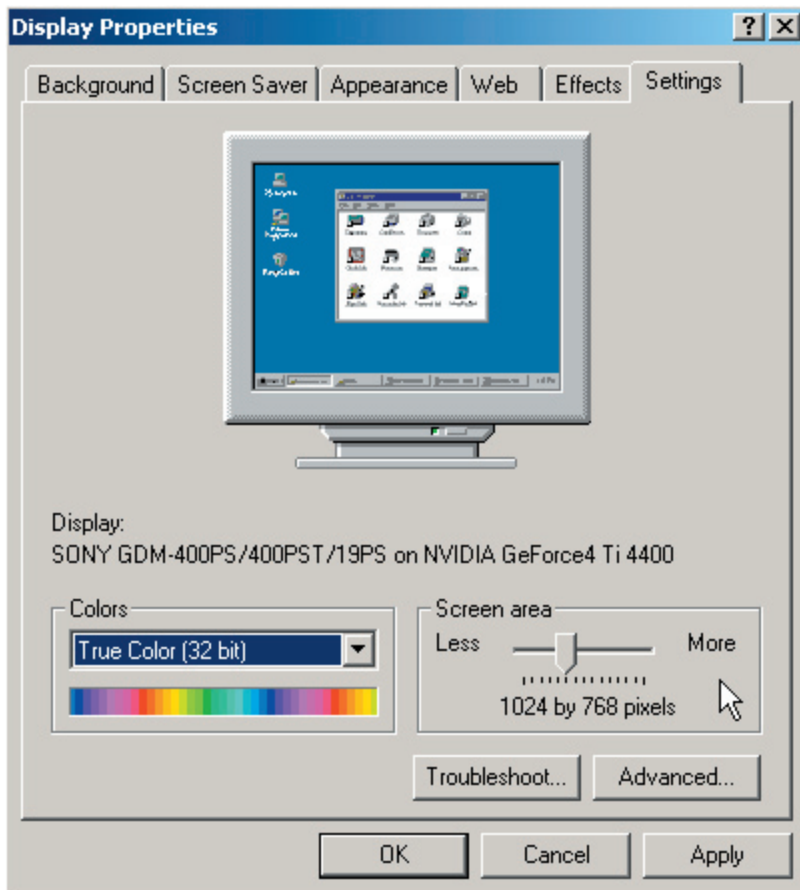 Display Properties
Background Screen Saver Appearance Web Effects Settings
Display:
SONY GDM-400PS/400PST/19PS on NVIDIA GeForce4 Ti 4400
Colors
True Color (32 bit)
Screen area
Less More
1024 by 768 pixels
Troubleshoot... Advanced...
OK Cancel Apply